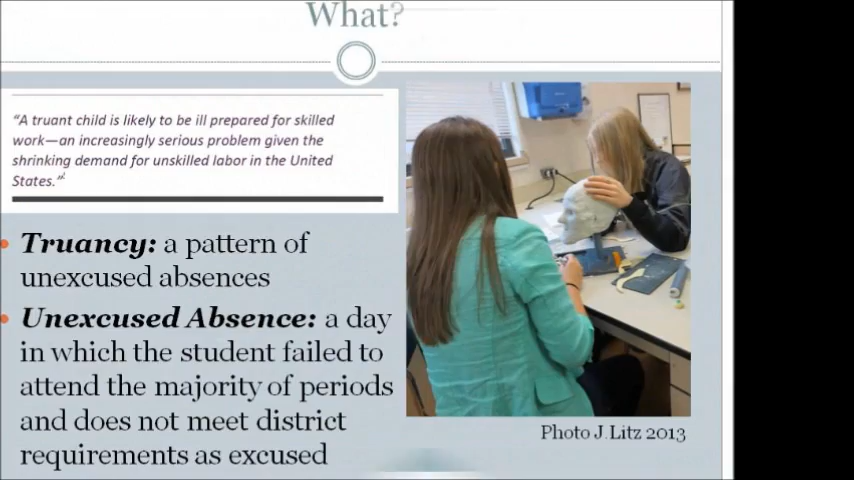 What?
“A truant child is likely to be ill prepared for skilled
work—an increasingly serious problem given the
shrinking demand for unskilled labor in the United
States.”
Truancy: a pattern of
unexcused absences
Unexcused Absence: a day
in which the student failed to
attend the majority of periods
and does not meet district
requirements as excused
Photo J.Litz 2013